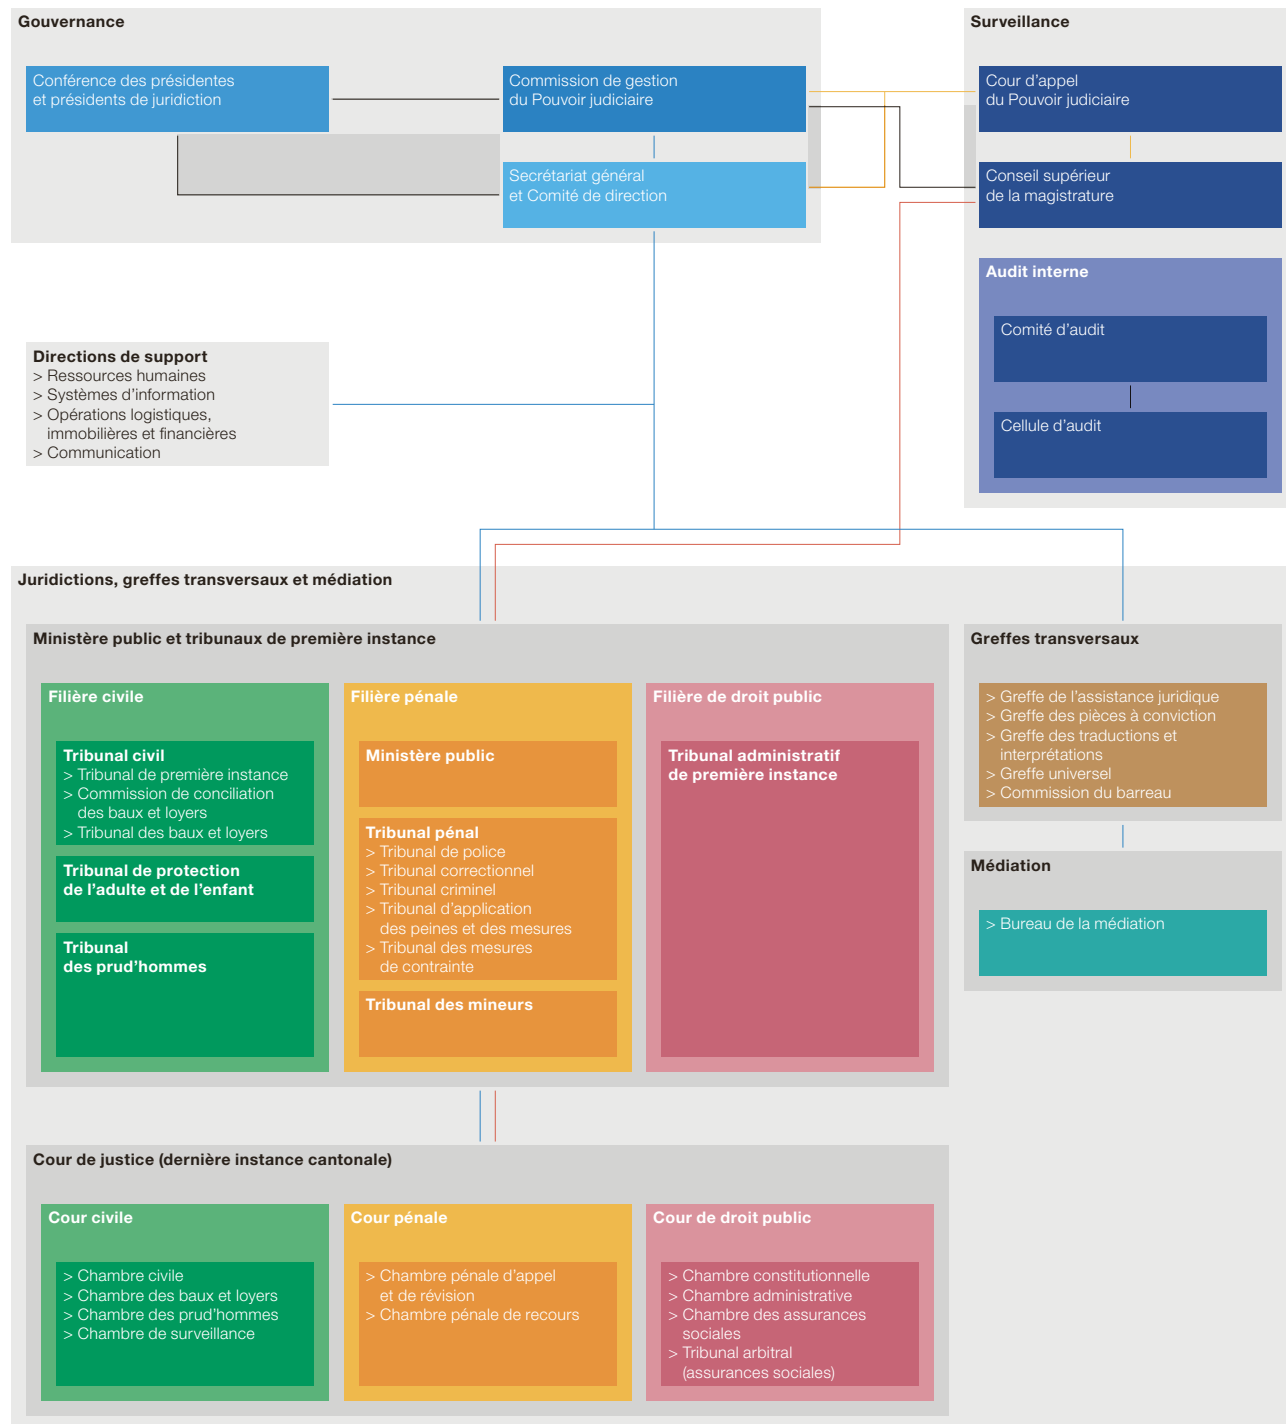 Gouvernance
Conférence des présidentes
et présidents de juridiction
Commission de gestion
du Pouvoir judiciaire
Secrétariat général
et Comité de direction
Surveillance
Cour d'appel
du Pouvoir judiciaire
Conseil supérieur
de la magistrature
Audit interne
Comité d'audit
Cellule d'audit
Directions de support
> Ressources humaines
> Systèmes d'information
> Opérations logistiques,
immobilières et financières
> Communication
Juridictions, greffes transversaux et médiation
Ministère public et tribunaux de première instance
Filière civile
Tribunal civil
> Tribunal de première instance
> Commission de conciliation
des baux et loyers
> Tribunal des baux et loyers
Tribunal de protection
de l'adulte et de l'enfant
Tribunal
des prud'hommes
Filière pénale
Ministère public
Tribunal pénal
> Tribunal de police
> Tribunal correctionnel
> Tribunal criminel
> Tribunal d'application
des peines et des mesures
> Tribunal des mesures
de contrainte
Tribunal des mineurs
Filière de droit public
Tribunal administratif
de première instance
Greffes transversaux
> Greffe de l'assistance juridique
> Greffe des pièces à conviction
> Greffe des traductions et
interprétations
> Greffe universel
> Commission du barreau
Médiation
> Bureau de la médiation
Cour de justice (dernière instance cantonale)
Cour civile
> Chambre civile
> Chambre des baux et loyers
> Chambre des prud'hommes
> Chambre de surveillance
Cour pénale
> Chambre pénale d'appel
et de révision
> Chambre pénale de recours
Cour de droit public
> Chambre constitutionnelle
> Chambre administrative
> Chambre des assurances
sociales
> Tribunal arbitral
(assurances sociales)